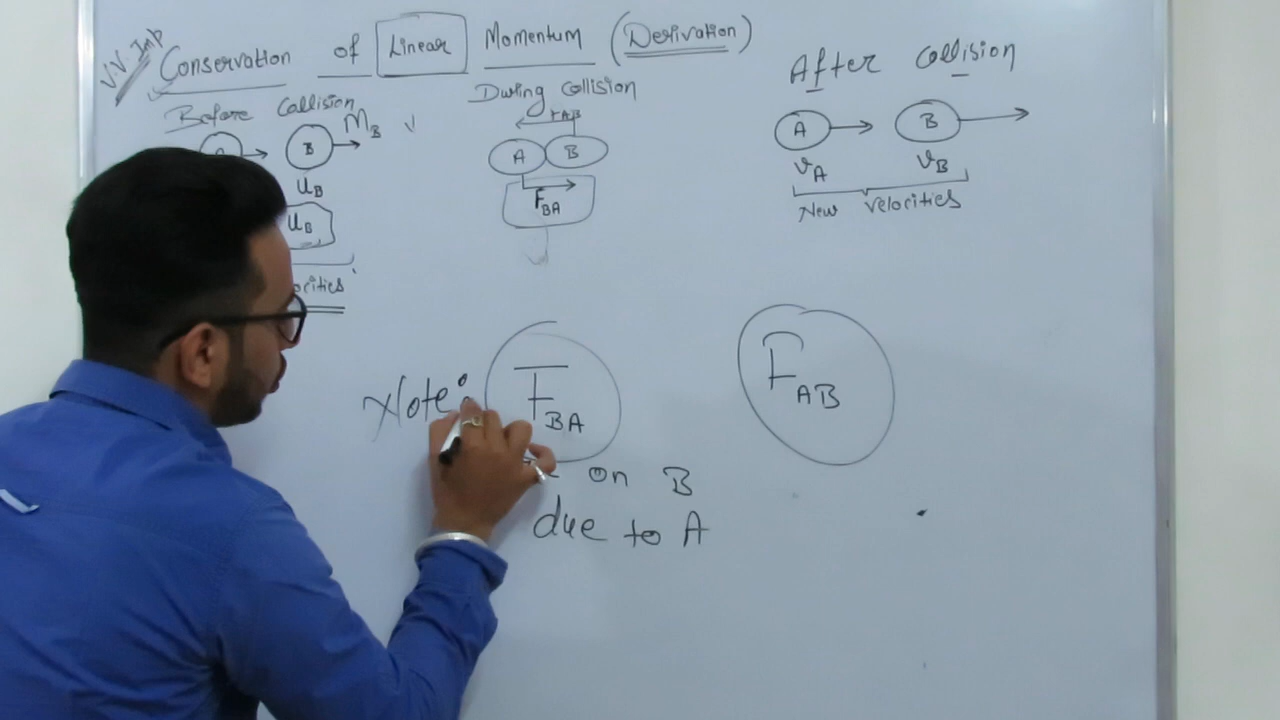 VV Imp
Conservation of Linear Momentum (Derivation)
Before Collision
M_B
B
U_B
U_B
During Collision
F_AB
A B
F_BA
After Collision
A B
v_A v_B
New Velocities
Note:
F_BA
on B
due to A
F_AB